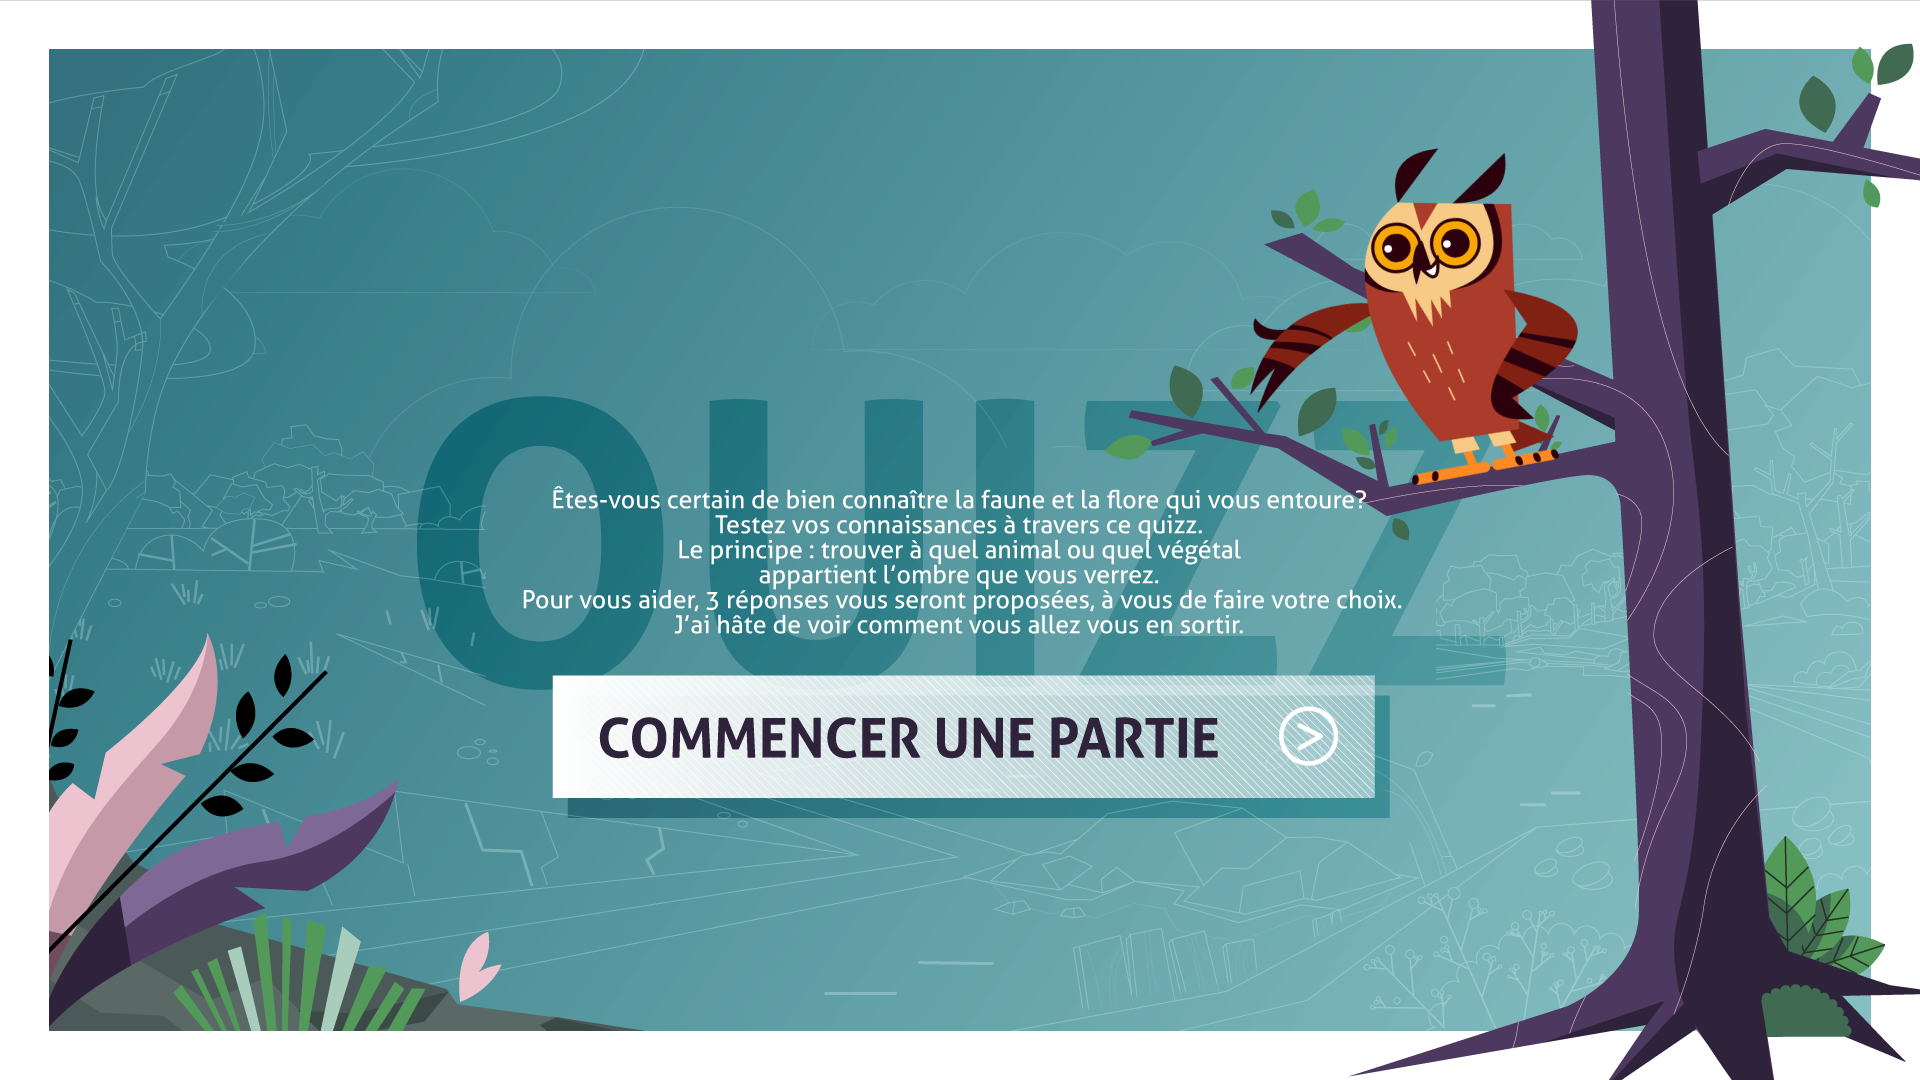 QUIZZ
Êtes-vous certain de bien connaître la faune et la flore qui vous entoure?
Testez vos connaissances à travers ce quizz.
Le principe : trouver à quel animal ou quel végétal
appartient l’ombre que vous verrez.
Pour vous aider, 3 réponses vous seront proposées, à vous de faire votre choix.
J’ai hâte de voir comment vous allez vous en sortir.
COMMENCER UNE PARTIE